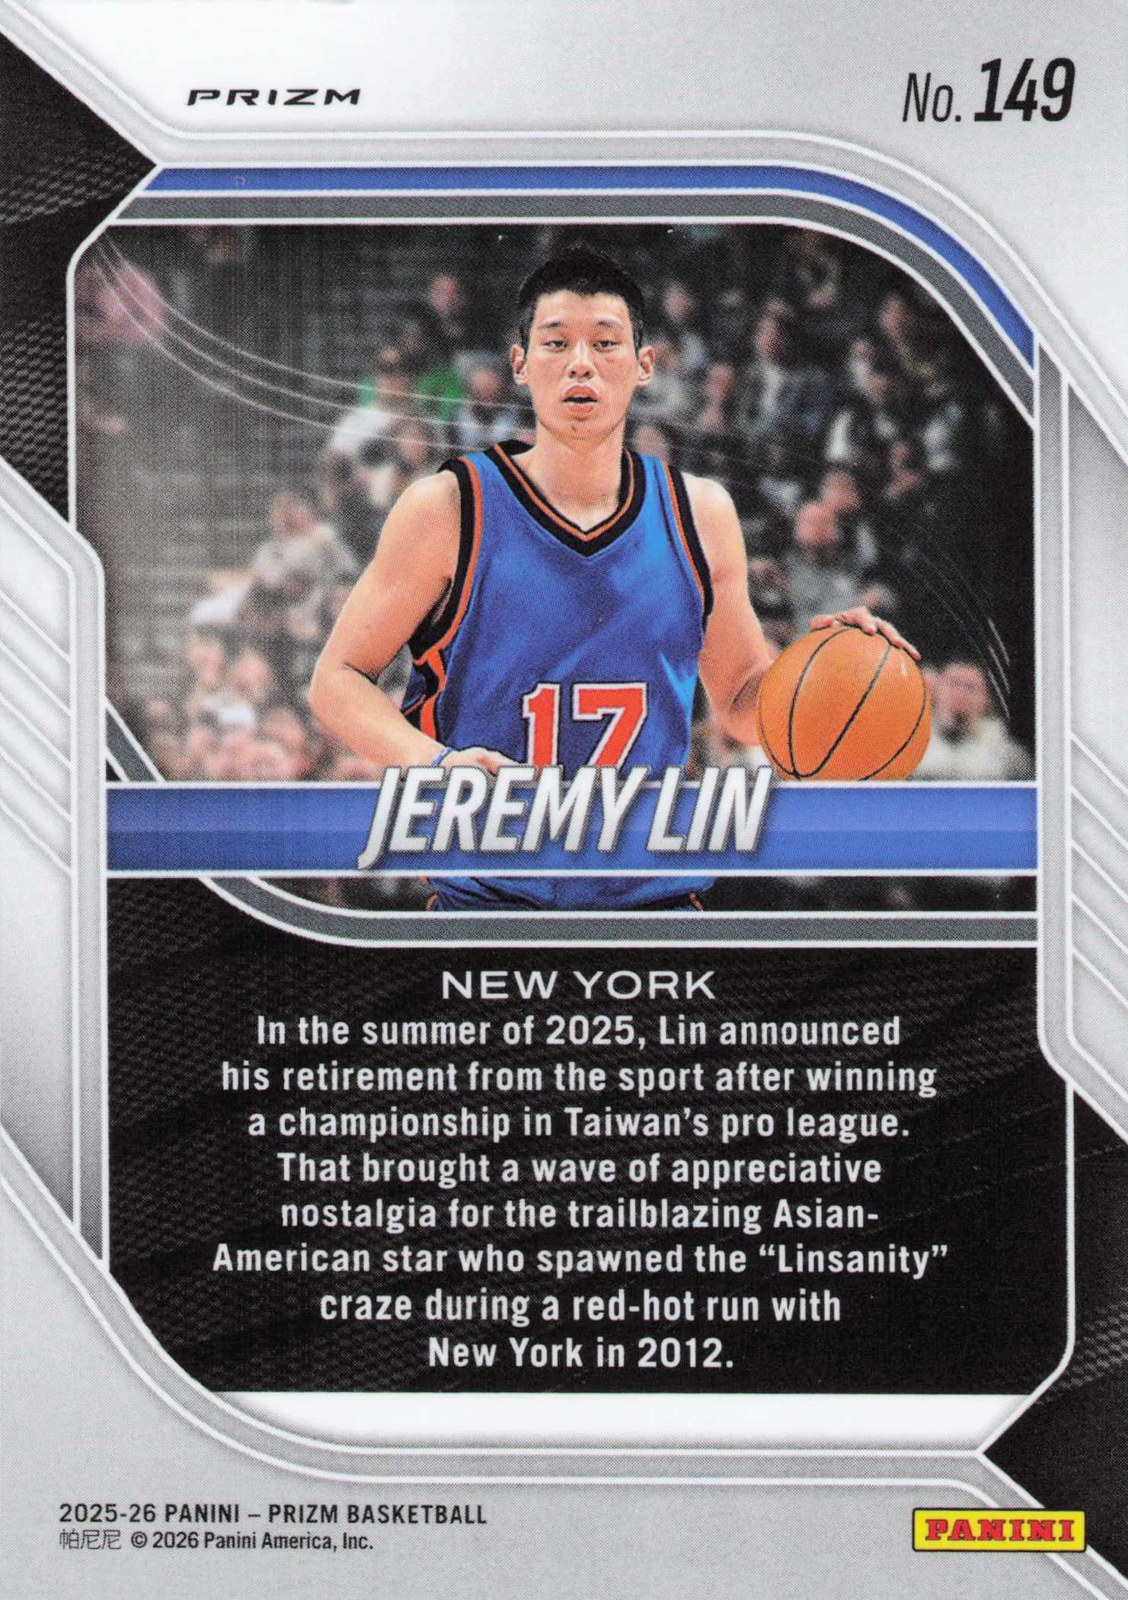 PRIZM
No. 149
17
JEREMY LIN
NEW YORK
In the summer of 2025, Lin announced
his retirement from the sport after winning
a championship in Taiwan's pro league.
That brought a wave of appreciative
nostalgia for the trailblazing Asian-
American star who spawned the “Linsanity”
craze during a red-hot run with
New York in 2012.
2025-26 PANINI – PRIZM BASKETBALL
帕尼尼 © 2026 Panini America, Inc.
PANINI